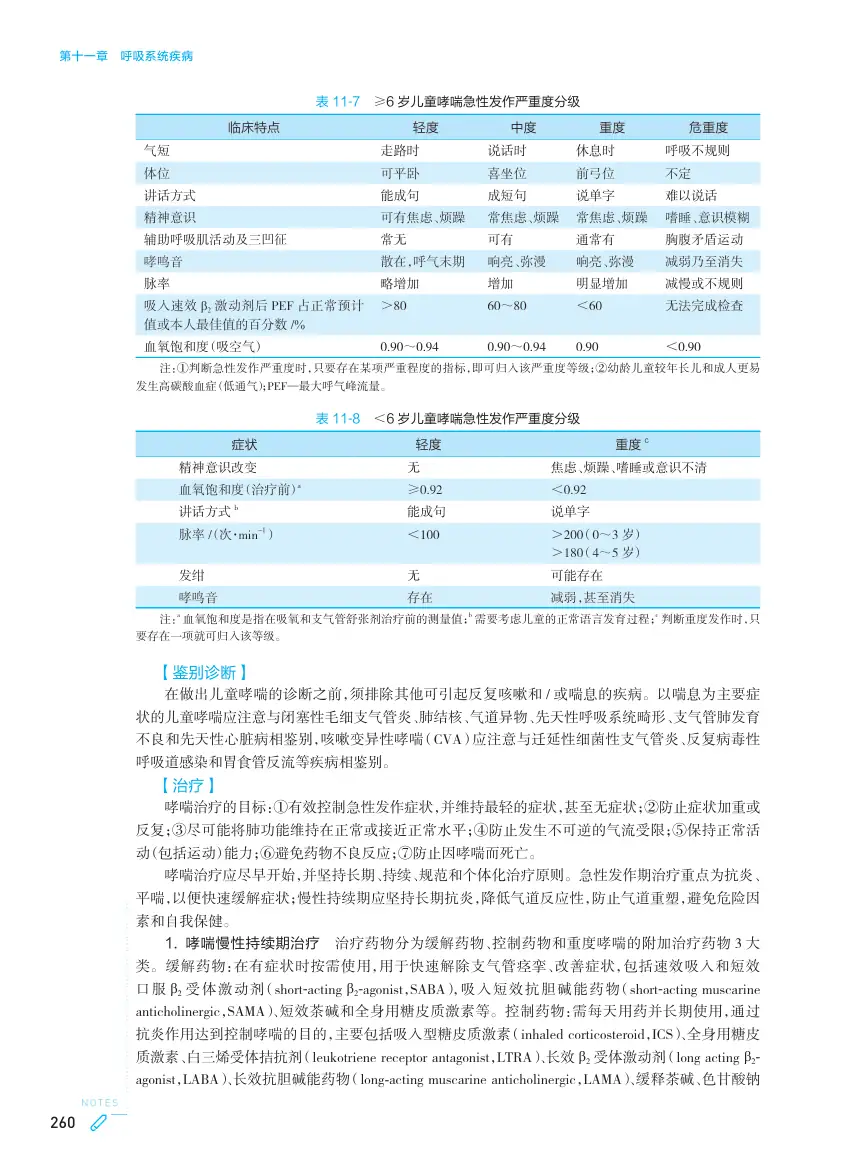 第十一章 呼吸系统疾病
表 11-7 ≥6 岁儿童哮喘急性发作严重度分级
临床特点 轻度 中度 重度 危重度
气短 走路时 说话时 休息时 呼吸不规则
体位 可平卧 喜坐位 前弓位 不定
讲话方式 能成句 成短句 说单字 难以说话
精神意识 可有焦虑、烦躁 常焦虑、烦躁 常焦虑、烦躁 嗜睡、意识模糊
辅助呼吸肌活动及三凹征 常无 可有 通常有 胸腹矛盾运动
哮鸣音 散在,呼气末期 响亮、弥漫 响亮、弥漫 减弱乃至消失
脉率 略增加 增加 明显增加 减慢或不规则
吸入速效 β₂ 激动剂后 PEF 占正常预计 >80 60～80 <60 无法完成检查
值或本人最佳值的百分数 /%
血氧饱和度(吸空气) 0.90～0.94 0.90～0.94 0.90 <0.90
注:①判断急性发作严重度时,只要存在某项严重程度的指标,即可归入该严重度等级;②幼龄儿童较年长儿和成人更易
发生高碳酸血症(低通气);PEF—最大呼气峰流量。
表 11-8 <6 岁儿童哮喘急性发作严重度分级
症状 轻度 重度 ᶜ
精神意识改变 无 焦虑、烦躁、嗜睡或意识不清
血氧饱和度(治疗前)ᵃ ≥0.92 <0.92
讲话方式 ᵇ 能成句 说单字
脉率 /(次·min⁻¹) <100 >200(0～3 岁)
>180(4～5 岁)
发绀 无 可能存在
哮鸣音 存在 减弱,甚至消失
注:ᵃ 血氧饱和度是指在吸氧和支气管舒张剂治疗前的测量值;ᵇ 需要考虑儿童的正常语言发育过程;ᶜ 判断重度发作时,只
要存在一项就可归入该等级。
【鉴别诊断】
在做出儿童哮喘的诊断之前,须排除其他可引起反复咳嗽和 / 或喘息的疾病。以喘息为主要症
状的儿童哮喘应注意与闭塞性毛细支气管炎、肺结核、气道异物、先天性呼吸系统畸形、支气管肺发育
不良和先天性心脏病相鉴别,咳嗽变异性哮喘(CVA)应注意与迁延性细菌性支气管炎、反复病毒性
呼吸道感染和胃食管反流等疾病相鉴别。
【治疗】
哮喘治疗的目标:①有效控制急性发作症状,并维持最轻的症状,甚至无症状;②防止症状加重或
反复;③尽可能将肺功能维持在正常或接近正常水平;④防止发生不可逆的气流受限;⑤保持正常活
动(包括运动)能力;⑥避免药物不良反应;⑦防止因哮喘而死亡。
哮喘治疗应尽早开始,并坚持长期、持续、规范和个体化治疗原则。急性发作期治疗重点为抗炎、
平喘,以便快速缓解症状;慢性持续期应坚持长期抗炎,降低气道反应性,防止气道重塑,避免危险因
素和自我保健。
1. 哮喘慢性持续期治疗 治疗药物分为缓解药物、控制药物和重度哮喘的附加治疗药物 3 大
类。缓解药物:在有症状时按需使用,用于快速解除支气管痉挛、改善症状,包括速效吸入和短效
口服 β₂ 受体激动剂(short-acting β₂-agonist,SABA),吸入短效抗胆碱能药物(short-acting muscarine
anticholinergic,SAMA)、短效茶碱和全身用糖皮质激素等。控制药物:需每天用药并长期使用,通过
抗炎作用达到控制哮喘的目的,主要包括吸入型糖皮质激素(inhaled corticosteroid,ICS)、全身用糖皮
质激素、白三烯受体拮抗剂(leukotriene receptor antagonist,LTRA)、长效 β₂ 受体激动剂(long acting β₂-
agonist,LABA)、长效抗胆碱能药物(long-acting muscarine anticholinergic,LAMA)、缓释茶碱、色甘酸钠
NOTES
260